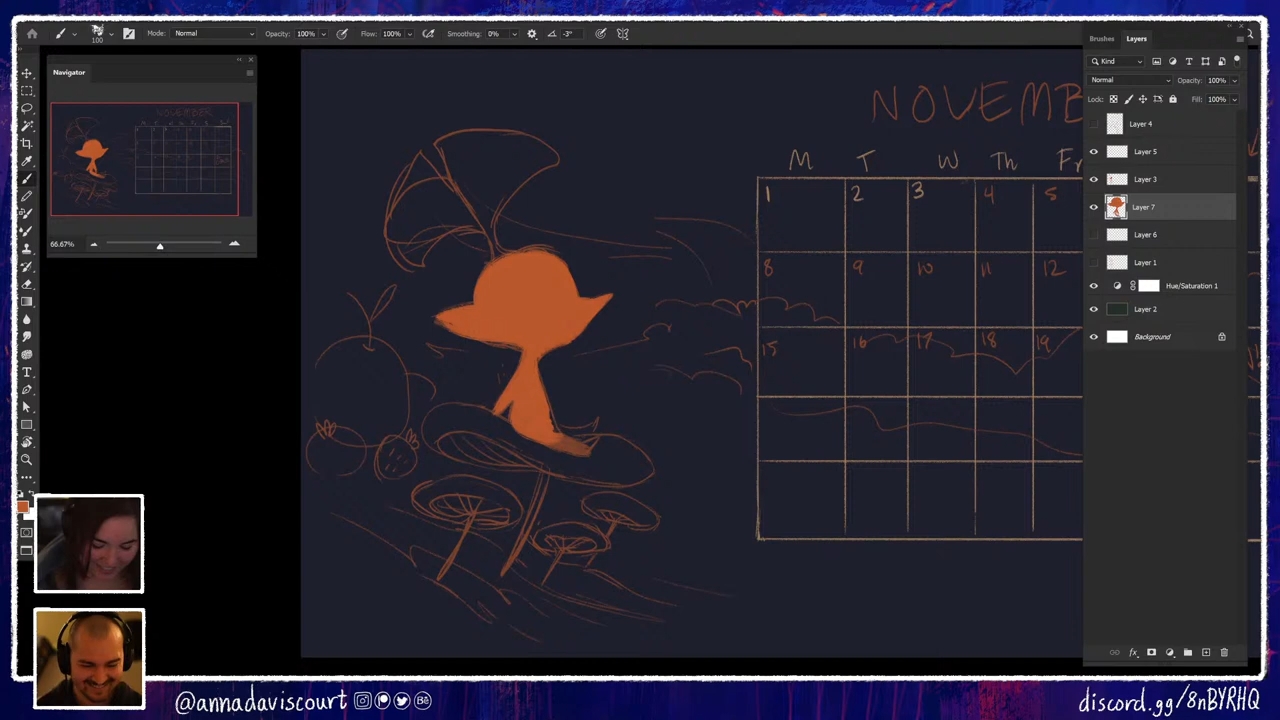 100
Mode: Normal
Opacity: 100%
Flow: 100%
Smoothing: 0%
-3°
Navigator
66.67%
Brushes
Layers
Kind
Normal
Opacity: 100%
Lock:
Fill: 100%
Layer 4
Layer 5
Layer 3
Layer 7
Layer 6
Layer 1
Hue/Saturation 1
Layer 2
Background
NOVEMBE
M T W Th Fr
1 2 3 4 5
8 9 10 11 12
15 16 17 18 19
@annadaviscourt
discord.gg/8nBYRHQ